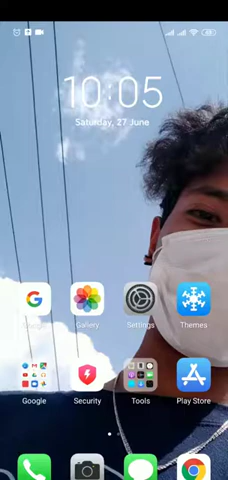 10:05
Saturday, 27 June
Gallery
Settings
Themes
Google
Security
Tools
Play Store